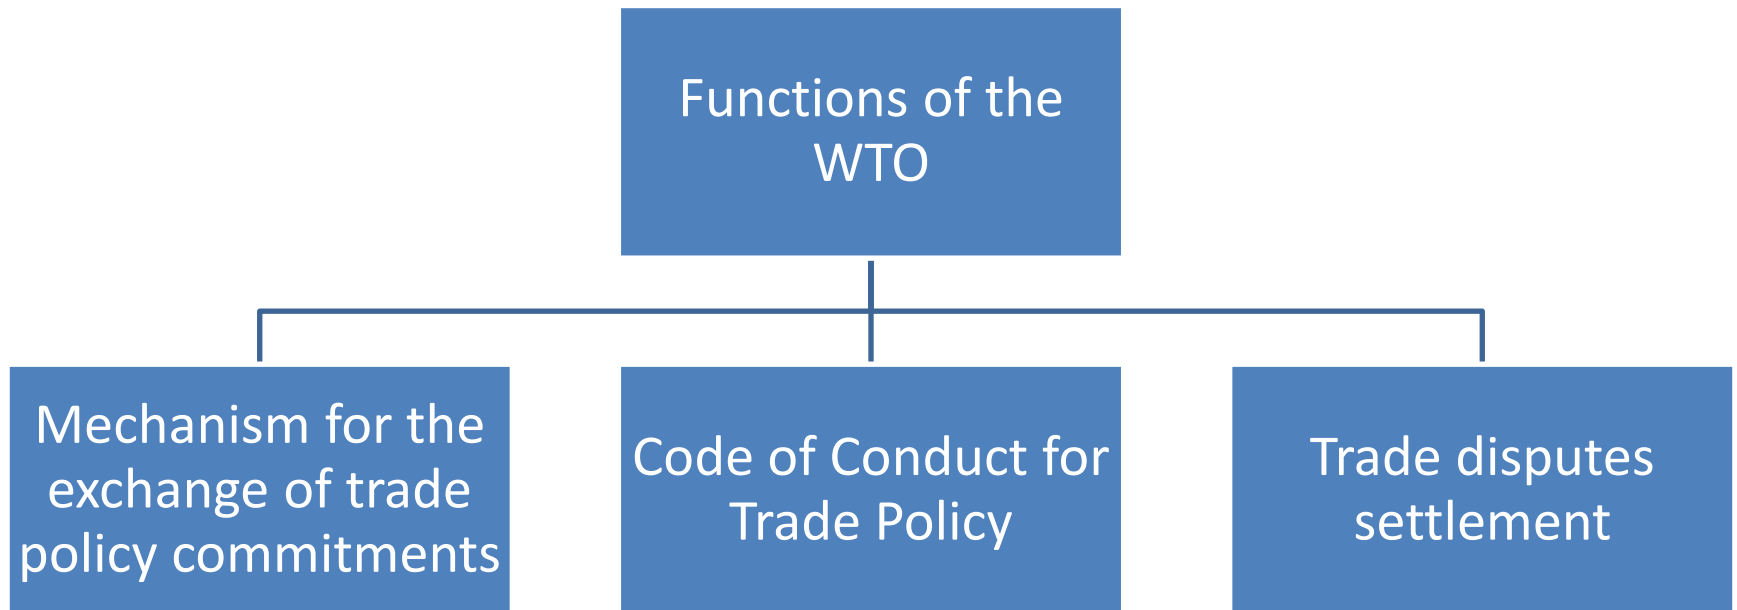 Functions of the
WTO
Mechanism for the
exchange of trade
policy commitments
Code of Conduct for
Trade Policy
Trade disputes
settlement